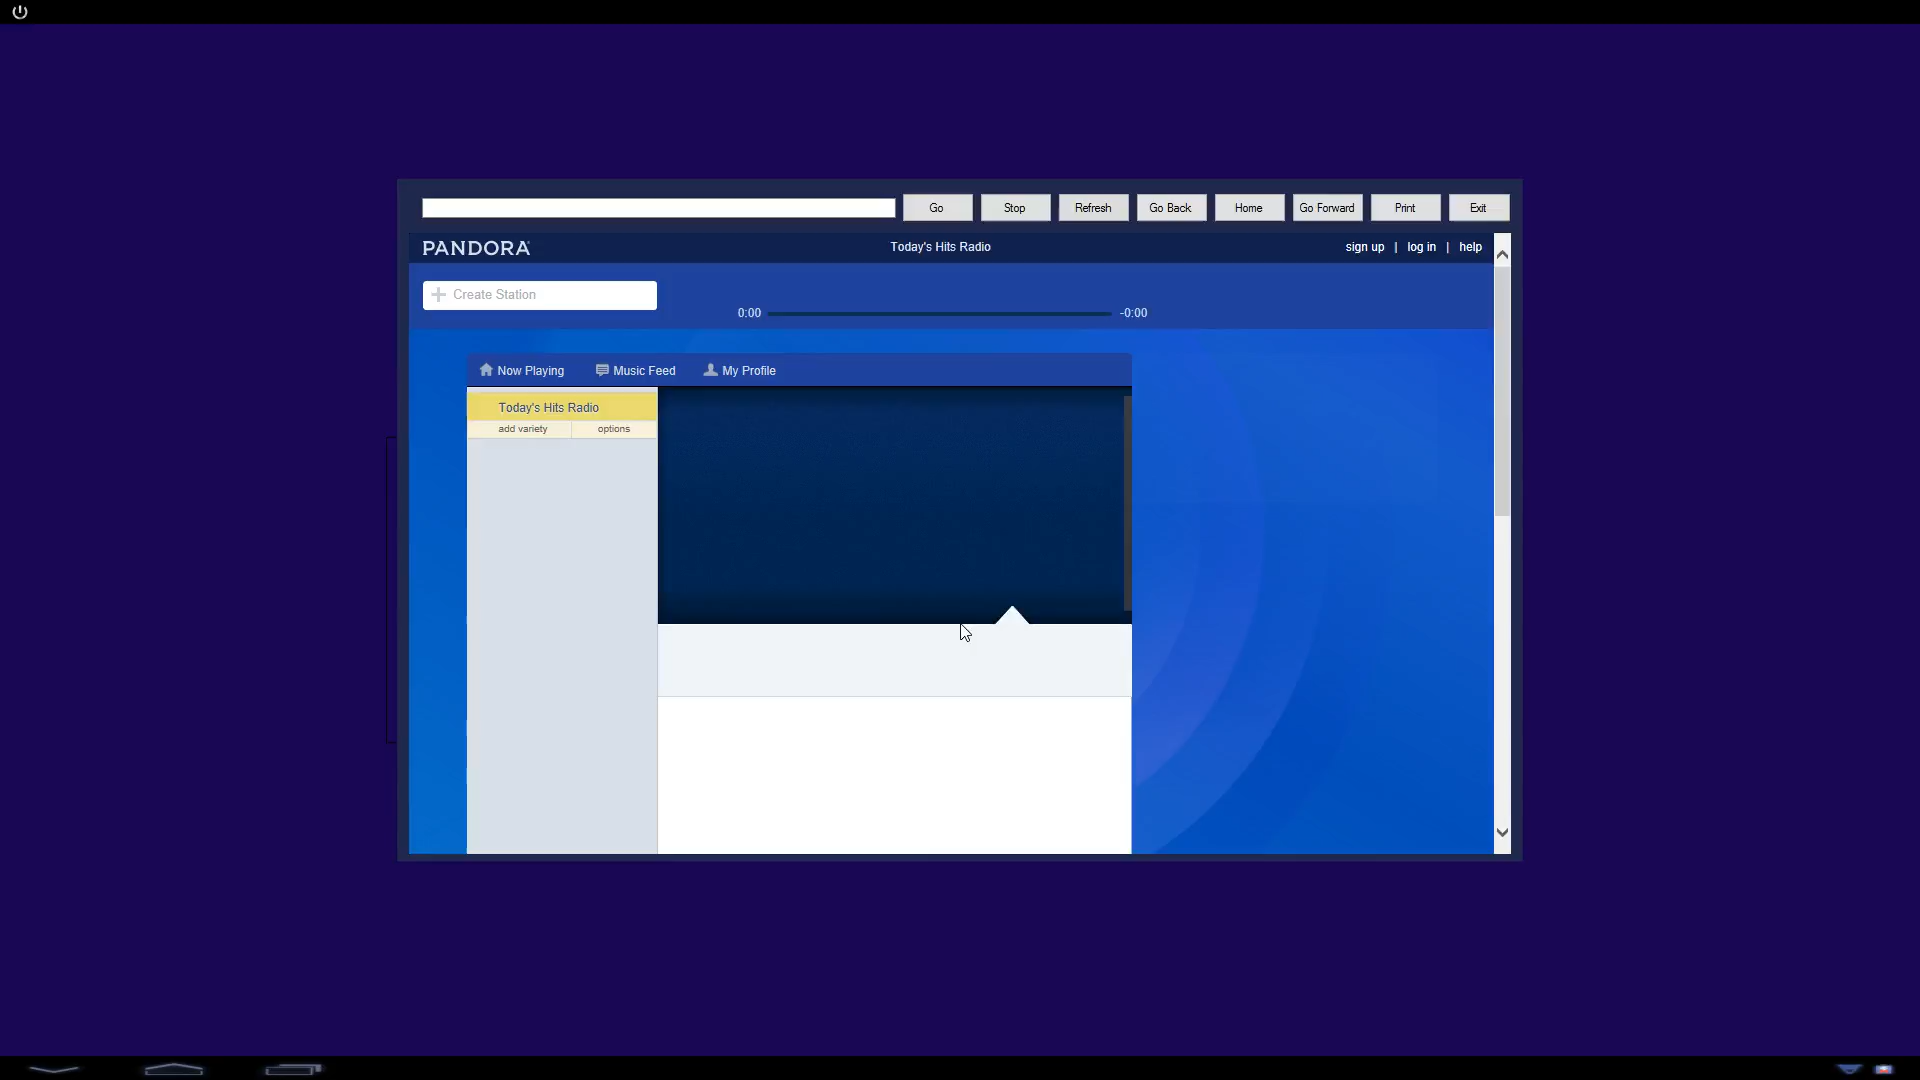 Go Stop Refresh Go Back Home Go Forward Print Exit
PANDORA Today's Hits Radio sign up | log in | help
Create Station
0:00 -0:00
Now Playing Music Feed My Profile
Today's Hits Radio
add variety options